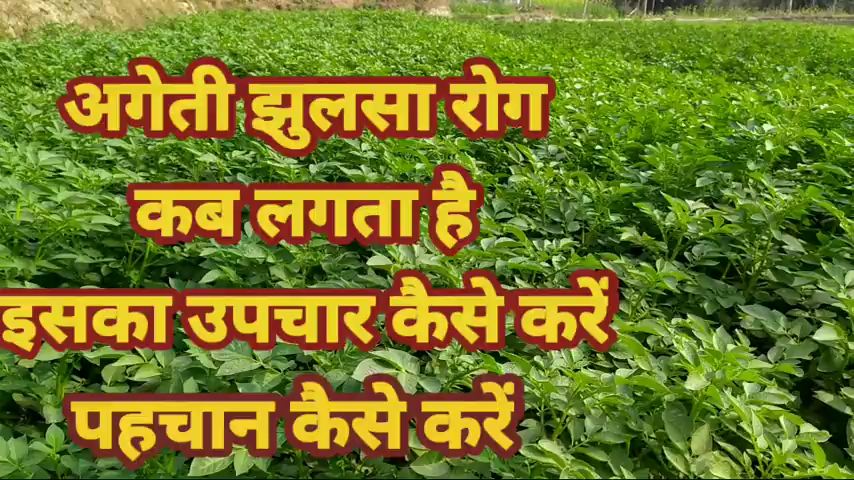 अगेती झुलसा रोग
कब लगता है
इसका उपचार कैसे करें
पहचान कैसे करें